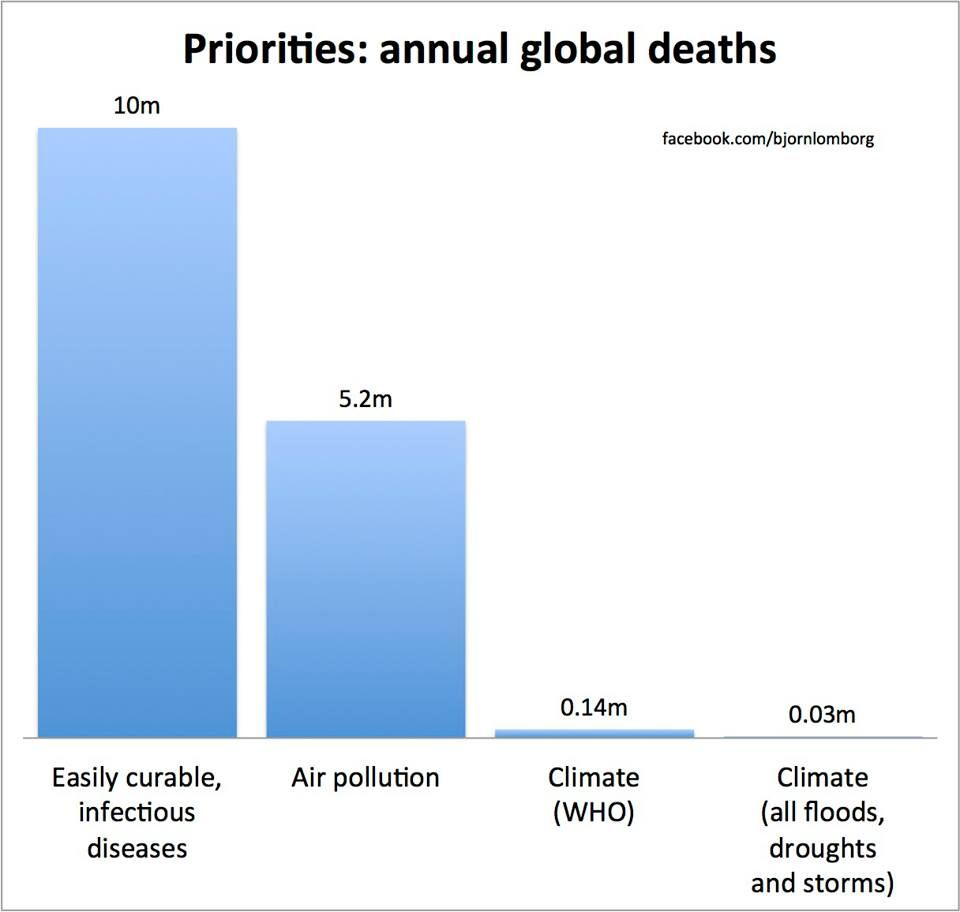 Priorities: annual global deaths
10m
facebook.com/bjornlomborg
5.2m
0.14m
0.03m
Easily curable,
infectious
diseases
Air pollution
Climate
(WHO)
Climate
(all floods,
droughts
and storms)